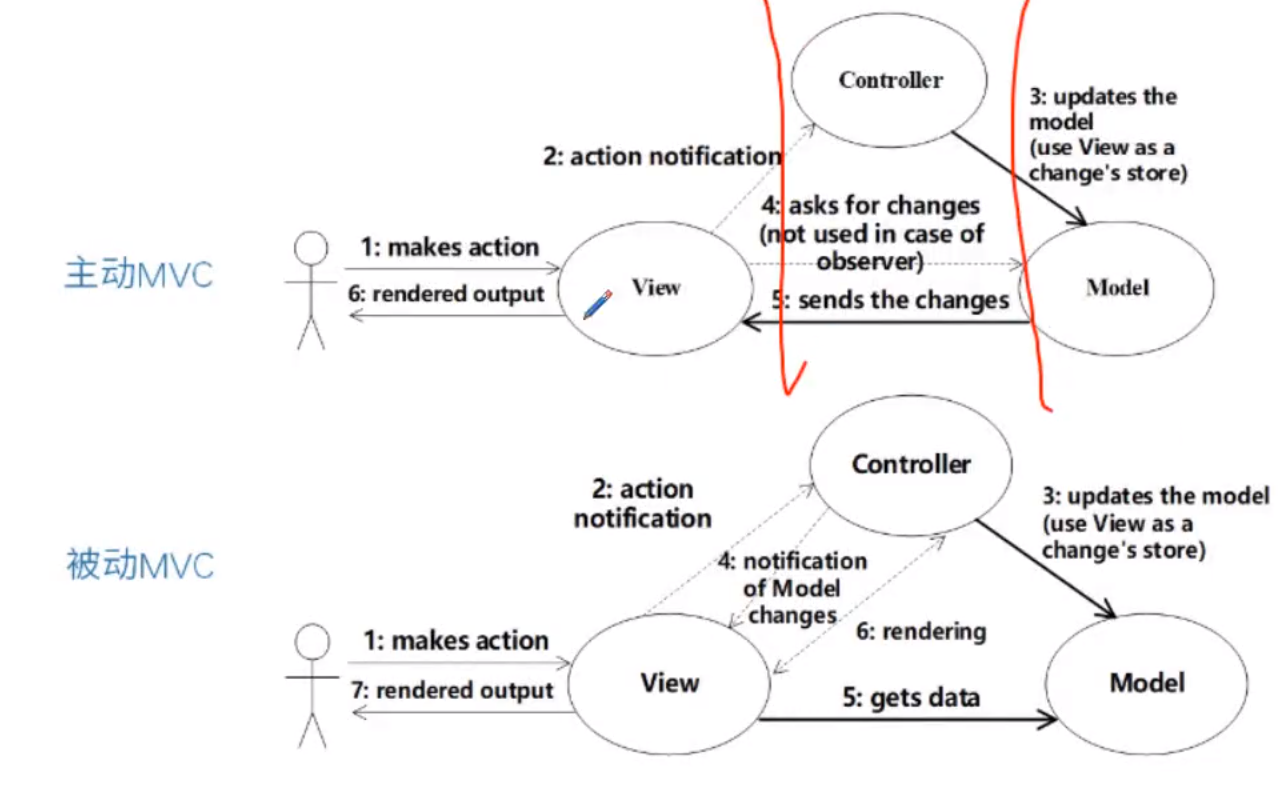 Controller
3: updates the
model
(use View as a
change's store)
2: action notification
4: asks for changes
(not used in case of
observer)
主动MVC
1: makes action
6: rendered output
View
5: sends the changes
Model
Controller
2: action
notification
3: updates the model
(use View as a
change's store)
被动MVC
4: notification
of Model
changes
6: rendering
1: makes action
7: rendered output
View
5: gets data
Model